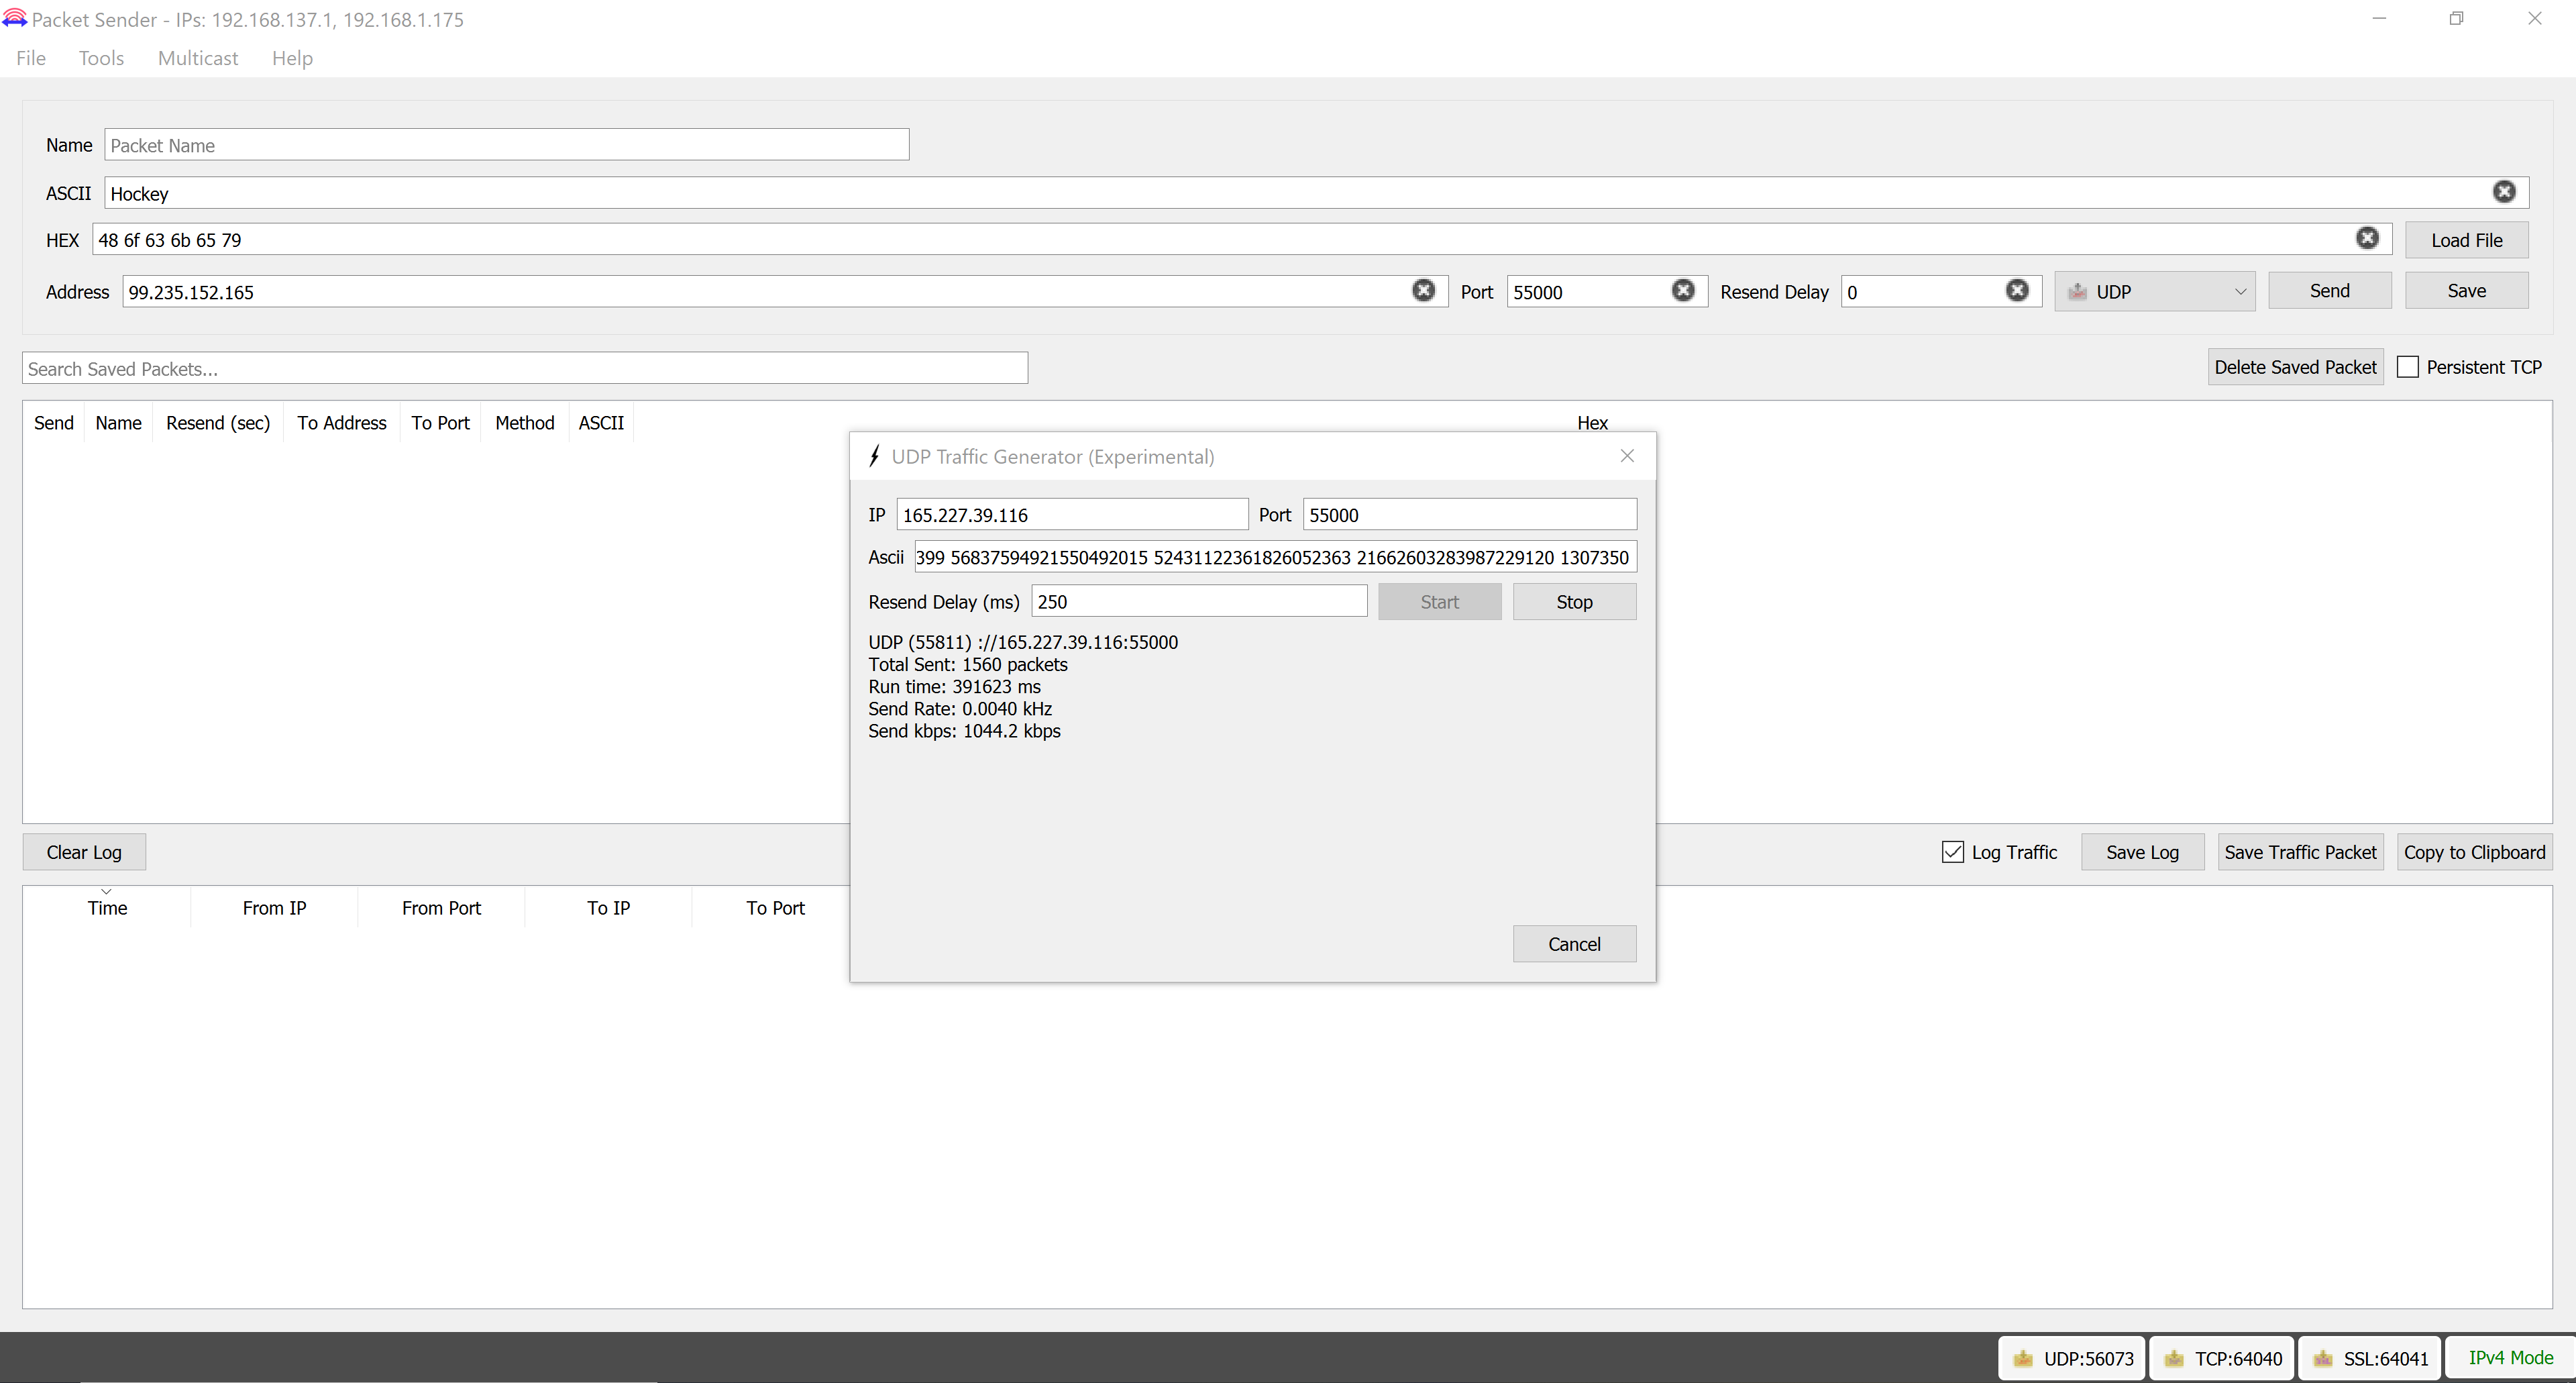 Packet Sender - IPs: 192.168.137.1, 192.168.1.175
File Tools Multicast Help
Name Packet Name
ASCII Hockey
HEX 48 6f 63 6b 65 79 Load File
Address 99.235.152.165 Port 55000 Resend Delay 0 UDP Send Save
Search Saved Packets... Delete Saved Packet Persistent TCP
Send Name Resend (sec) To Address To Port Method ASCII Hex
UDP Traffic Generator (Experimental)
IP 165.227.39.116 Port 55000
Ascii 399 56837594921550492015 52431122361826052363 21662603283987229120 1307350
Resend Delay (ms) 250 Start Stop
UDP (55811) ://165.227.39.116:55000
Total Sent: 1560 packets
Run time: 391623 ms
Send Rate: 0.0040 kHz
Send kbps: 1044.2 kbps
Cancel
Clear Log Log Traffic Save Log Save Traffic Packet Copy to Clipboard
Time From IP From Port To IP To Port
UDP:56073 TCP:64040 SSL:64041 IPv4 Mode